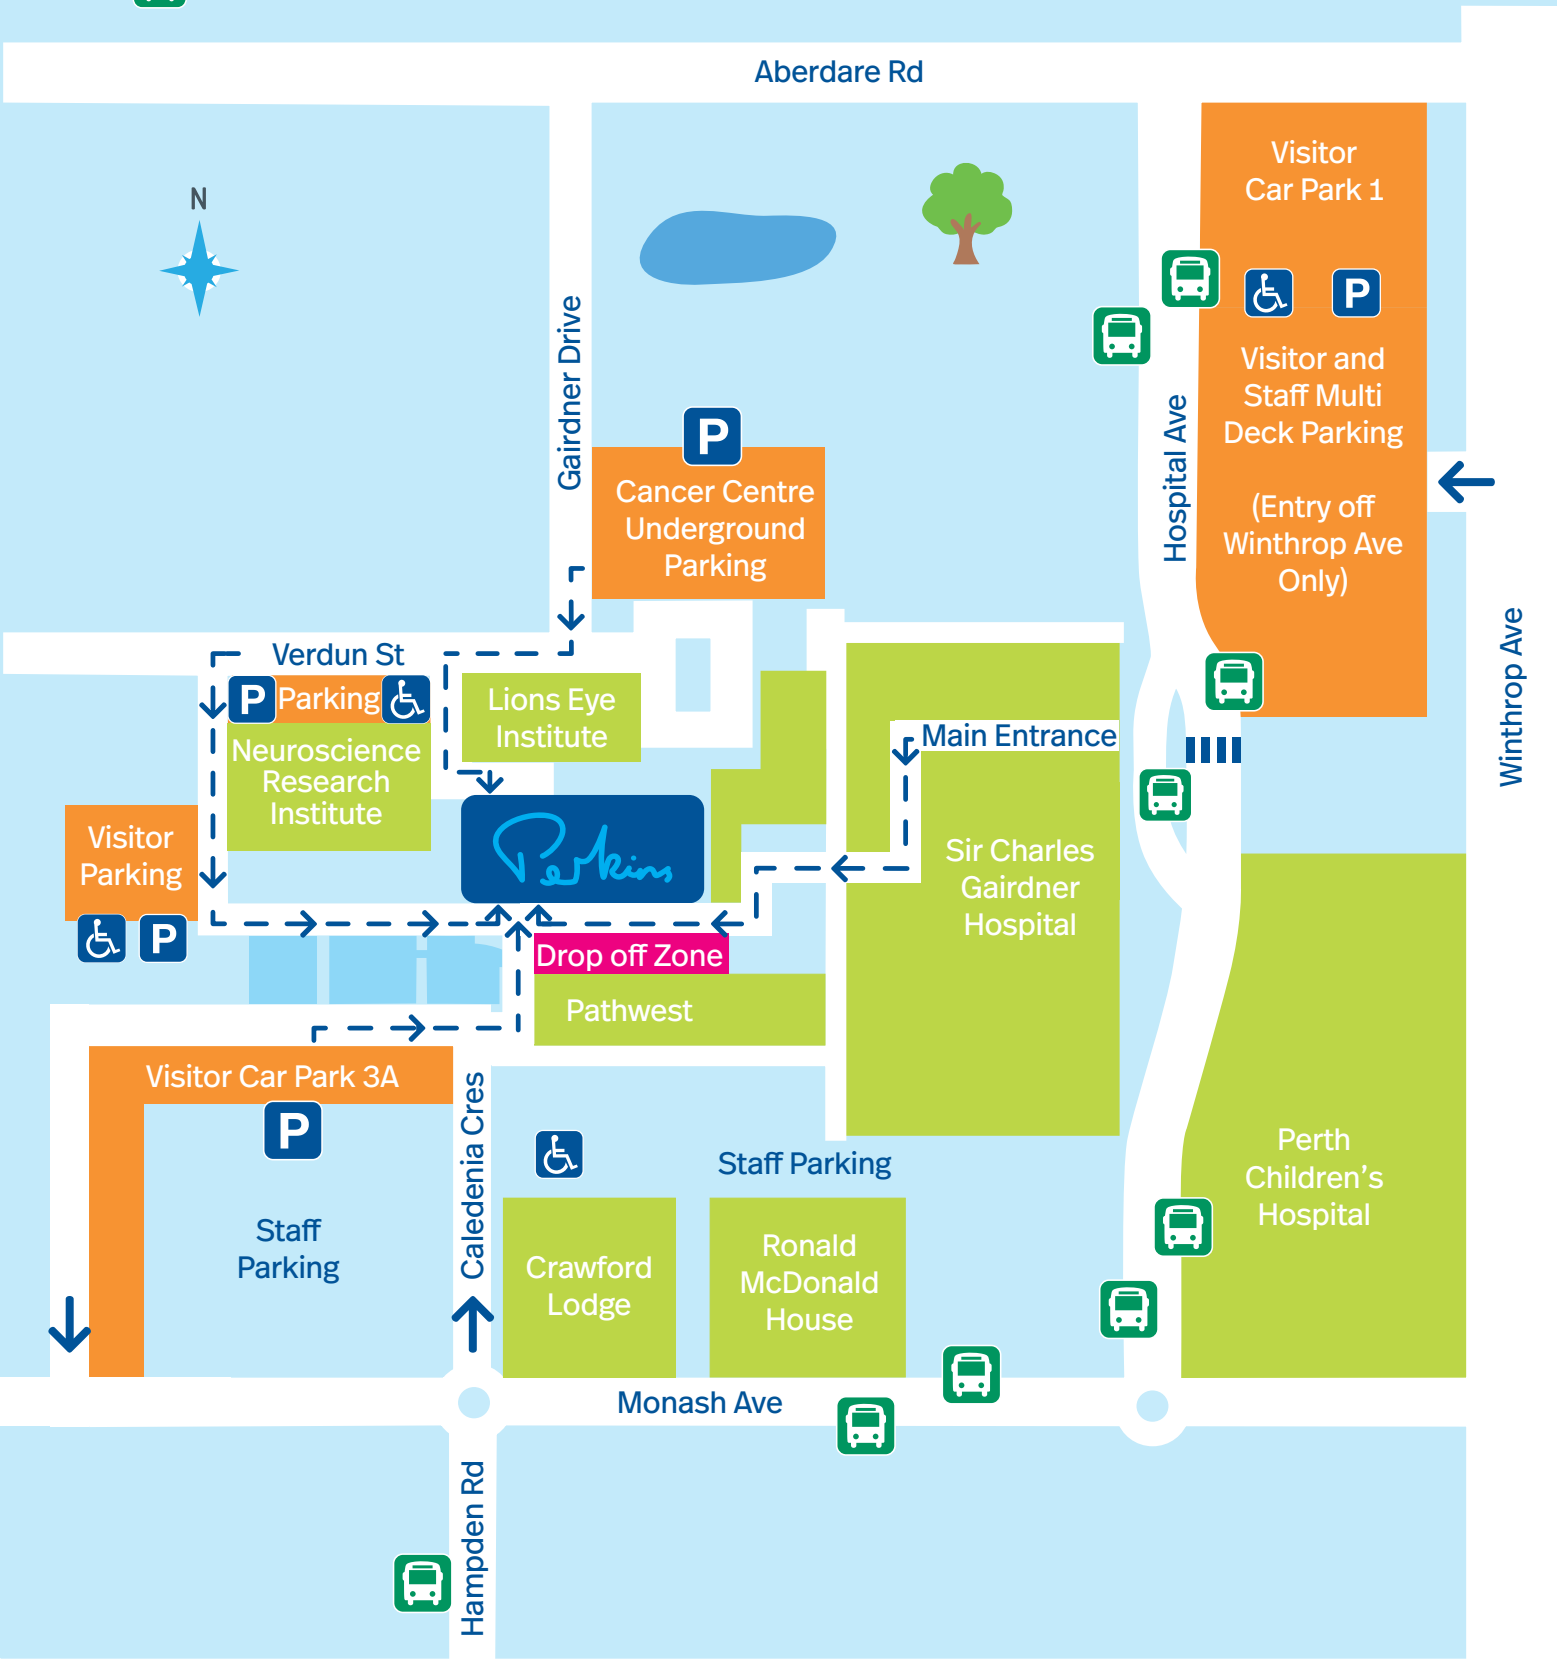 Aberdare Rd
Visitor
Car Park 1
N
P
Gairdner Drive
Visitor and
Staff Multi
Deck Parking
(Entry off
Winthrop Ave
Only)
Hospital Ave
P
Cancer Centre
Underground
Parking
Winthrop Ave
Verdun St
P
Parking
Lions Eye
Institute
Main Entrance
Neuroscience
Research
Institute
Visitor
Parking
P
Perkins
Sir Charles
Gairdner
Hospital
Drop off Zone
Pathwest
Visitor Car Park 3A
P
Caledenia Cres
Staff Parking
Perth
Children's
Hospital
Staff
Parking
Crawford
Lodge
Ronald
McDonald
House
Monash Ave
Hampden Rd